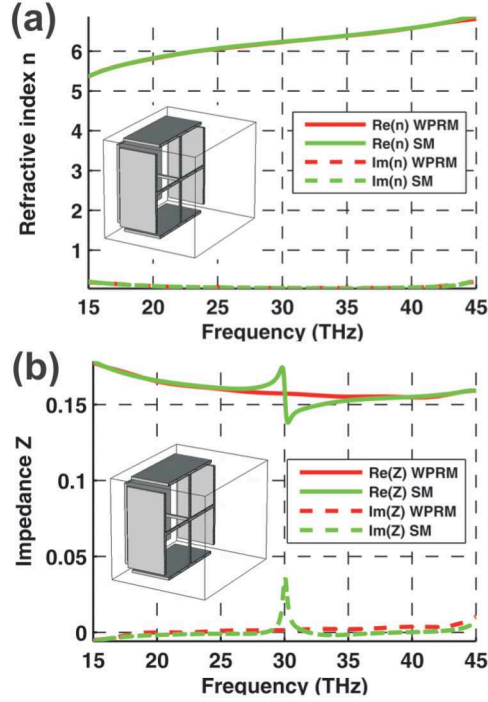 (a)
Refractive index n
6
5
4
3
2
1
Re(n) WPRM
Re(n) SM
Im(n) WPRM
Im(n) SM
15 20 25 30 35 40 45
Frequency (THz)
(b)
Impedance Z
0.15
0.1
0.05
0
Re(Z) WPRM
Re(Z) SM
Im(Z) WPRM
Im(Z) SM
15 20 25 30 35 40 45
Frequency (THz)